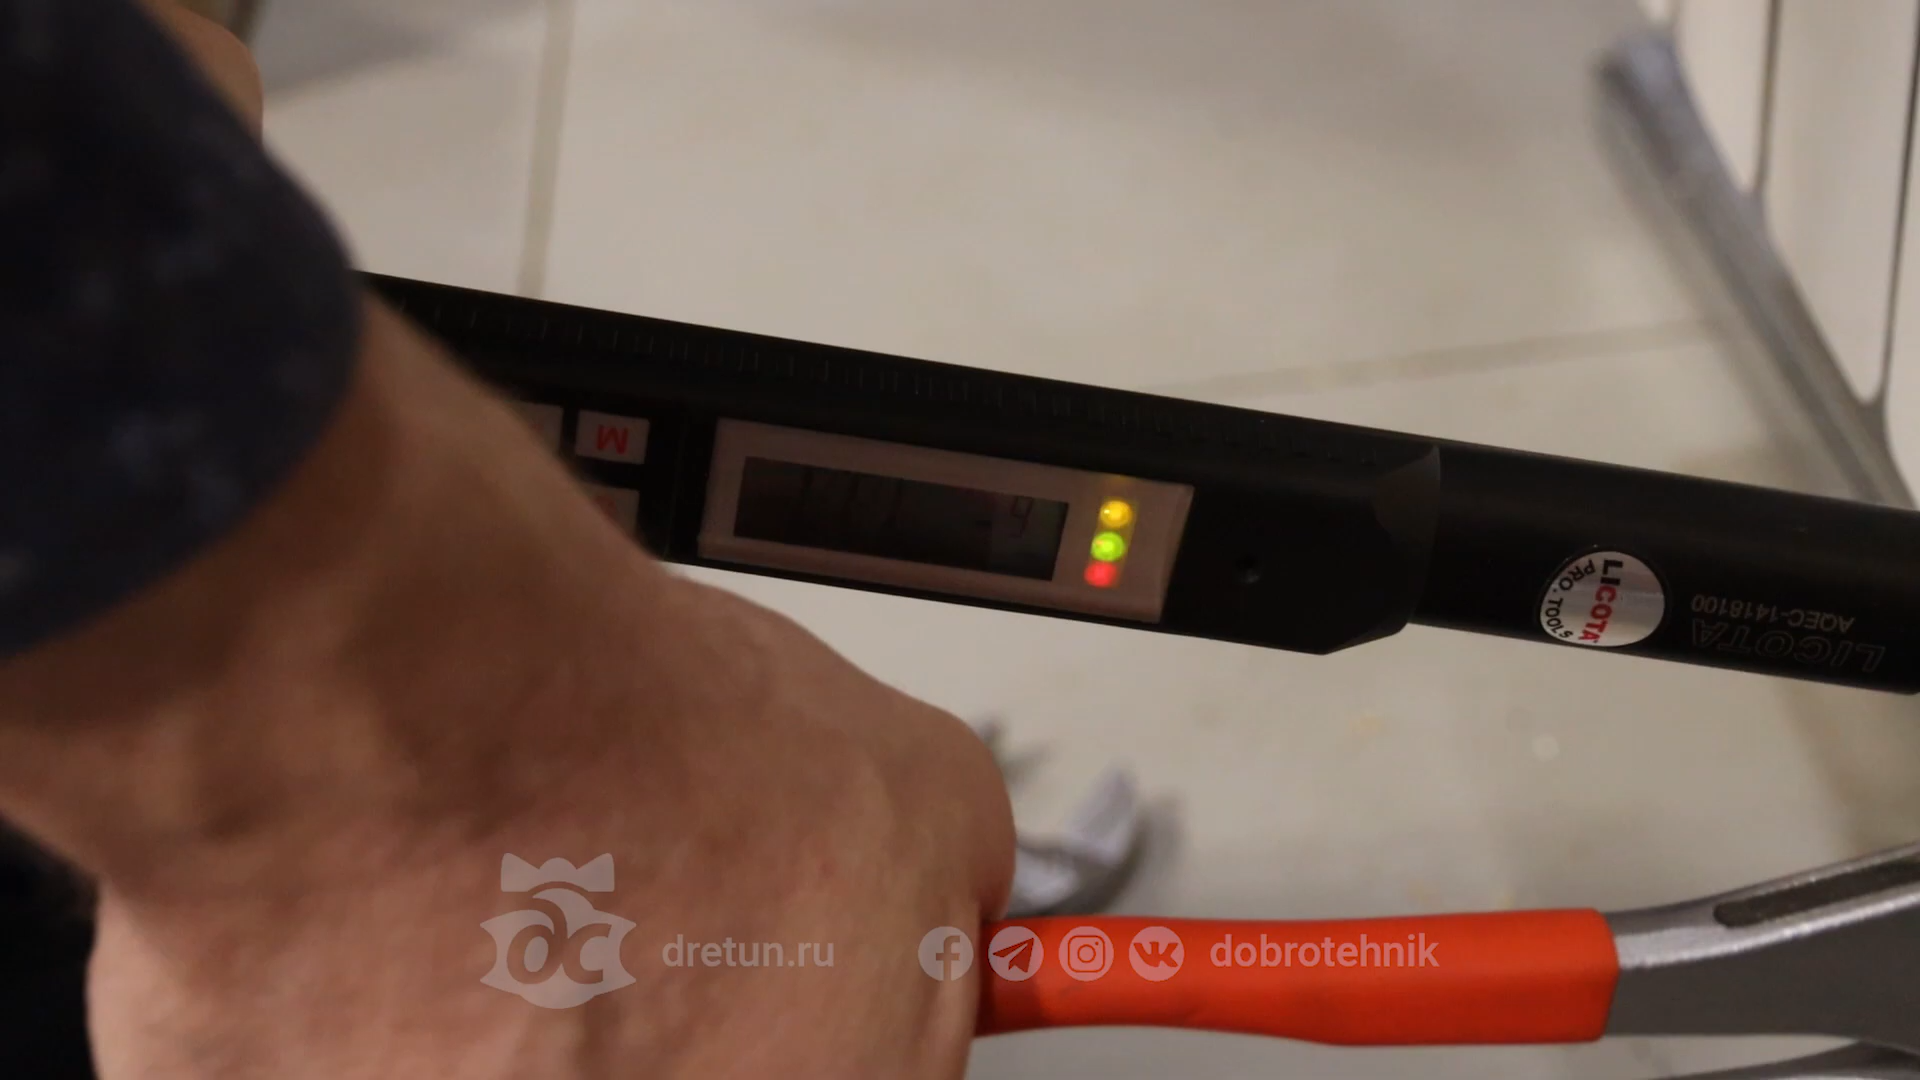 M
LICOTA
PRO. TOOLS
AQEC-1418100
LICOTA
dretun.ru
dobrotehnik